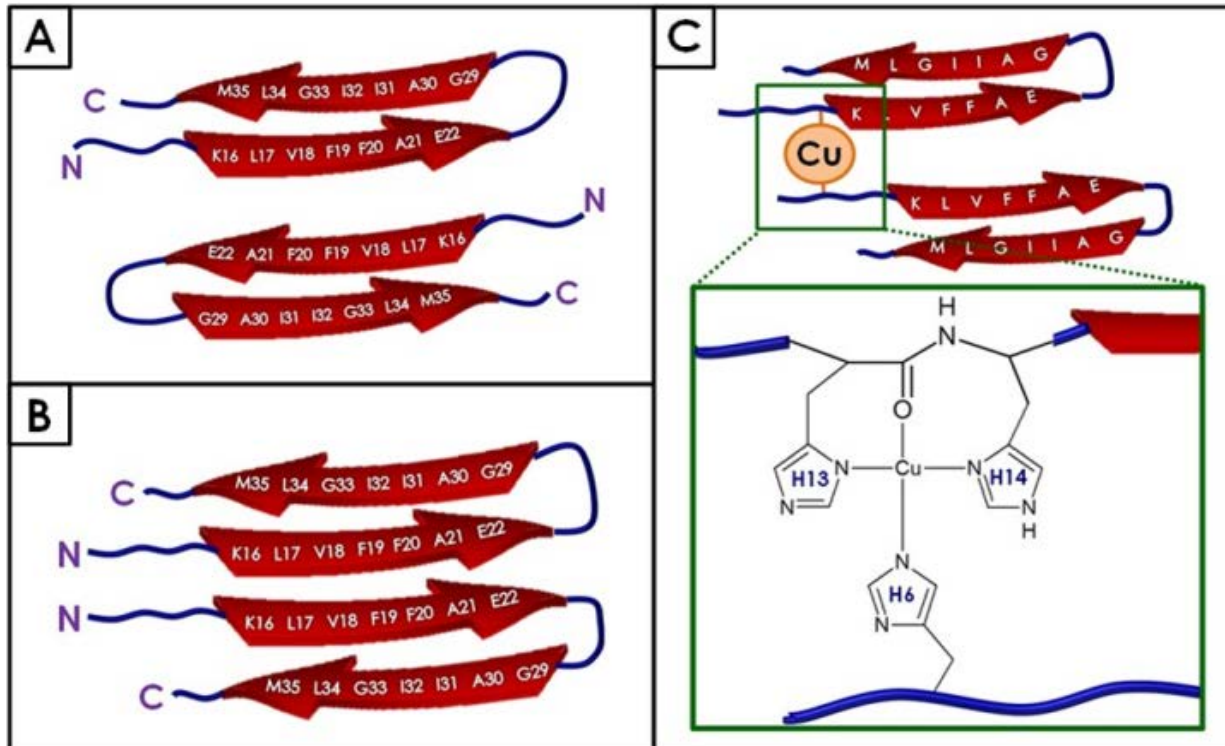 A
C
M35 L34 G33 I32 I31 A30 G29
K16 L17 V18 F19 F20 A21 E22
N
N
E22 A21 F20 F19 V18 L17 K16
G29 A30 I31 I32 G33 L34 M35
C
B
C
M35 L34 G33 I32 I31 A30 G29
N
K16 L17 V18 F19 F20 A21 E22
N
K16 L17 V18 F19 F20 A21 E22
M35 L34 G33 I32 I31 A30 G29
C
C
M L G I I A G
K L V F F A E
Cu
K L V F F A E
M L G I I A G
H
N
O
H13 N Cu N H14
N
N
H
N
H6
N